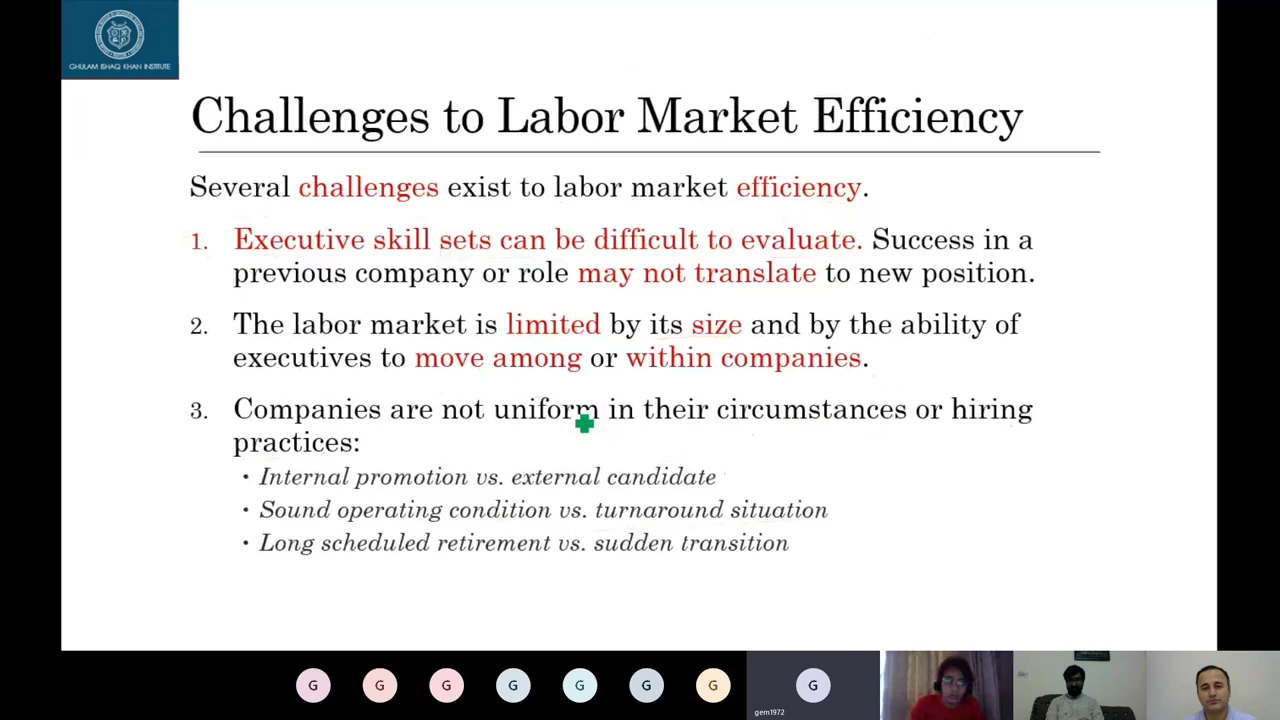 GHULAM ISHAQ KHAN INSTITUTE
Challenges to Labor Market Efficiency
Several challenges exist to labor market efficiency.
1. Executive skill sets can be difficult to evaluate. Success in a
previous company or role may not translate to new position.
2. The labor market is limited by its size and by the ability of
executives to move among or within companies.
3. Companies are not uniform in their circumstances or hiring
practices:
• Internal promotion vs. external candidate
• Sound operating condition vs. turnaround situation
• Long scheduled retirement vs. sudden transition
G G G G G G G G
gem1972